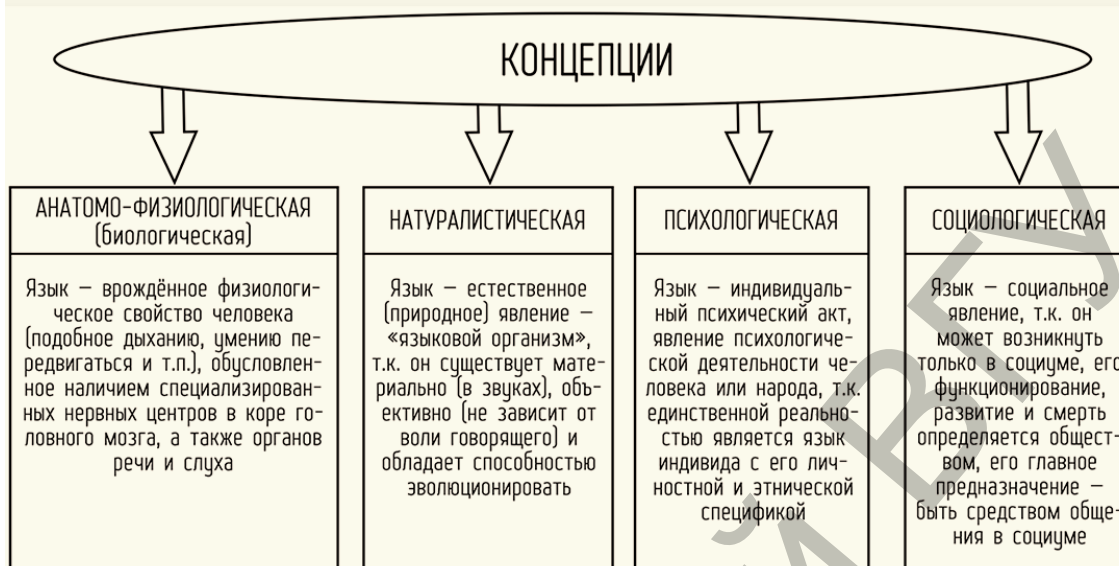 КОНЦЕПЦИИ
АНАТОМО-ФИЗИОЛОГИЧЕСКАЯ
(биологическая)
Язык – врождённое физиологи-
ческое свойство человека
(подобное дыханию, умению пе-
редвигаться и т.п.), обусловлен-
ное наличием специализирован-
ных нервных центров в коре го-
ловного мозга, а также органов
речи и слуха
НАТУРАЛИСТИЧЕСКАЯ
Язык – естественное
(природное) явление –
«языковой организм»,
т.к. он существует мате-
риально (в звуках), объ-
ективно (не зависит от
воли говорящего) и
обладает способностью
эволюционировать
ПСИХОЛОГИЧЕСКАЯ
Язык – индивидуаль-
ный психический акт,
явление психологиче-
ской деятельности че-
ловека или народа, т.к.
единственной реально-
стью является язык
индивида с его лич-
ностной и этнической
спецификой
СОЦИОЛОГИЧЕСКАЯ
Язык – социальное
явление, т.к. он
может возникнуть
только в социуме, его
функционирование,
развитие и смерть
определяется общест-
вом, его главное
предназначение –
быть средством обще-
ния в социуме
Й ВГУ